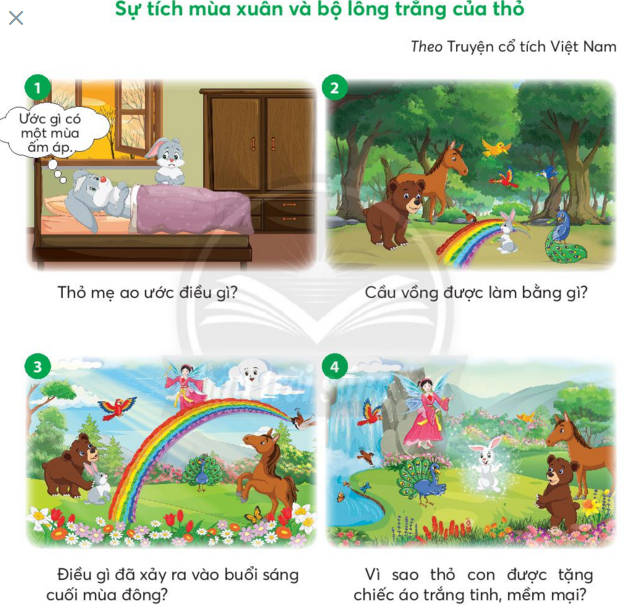 Sự tích mùa xuân và bộ lông trắng của thỏ
Theo Truyện cổ tích Việt Nam
1
Ước gì có
một mùa
ấm áp.
2
Thỏ mẹ ao ước điều gì?
Cầu vồng được làm bằng gì?
3
4
Điều gì đã xảy ra vào buổi sáng
cuối mùa đông?
Vì sao thỏ con được tặng
chiếc áo trắng tinh, mềm mại?